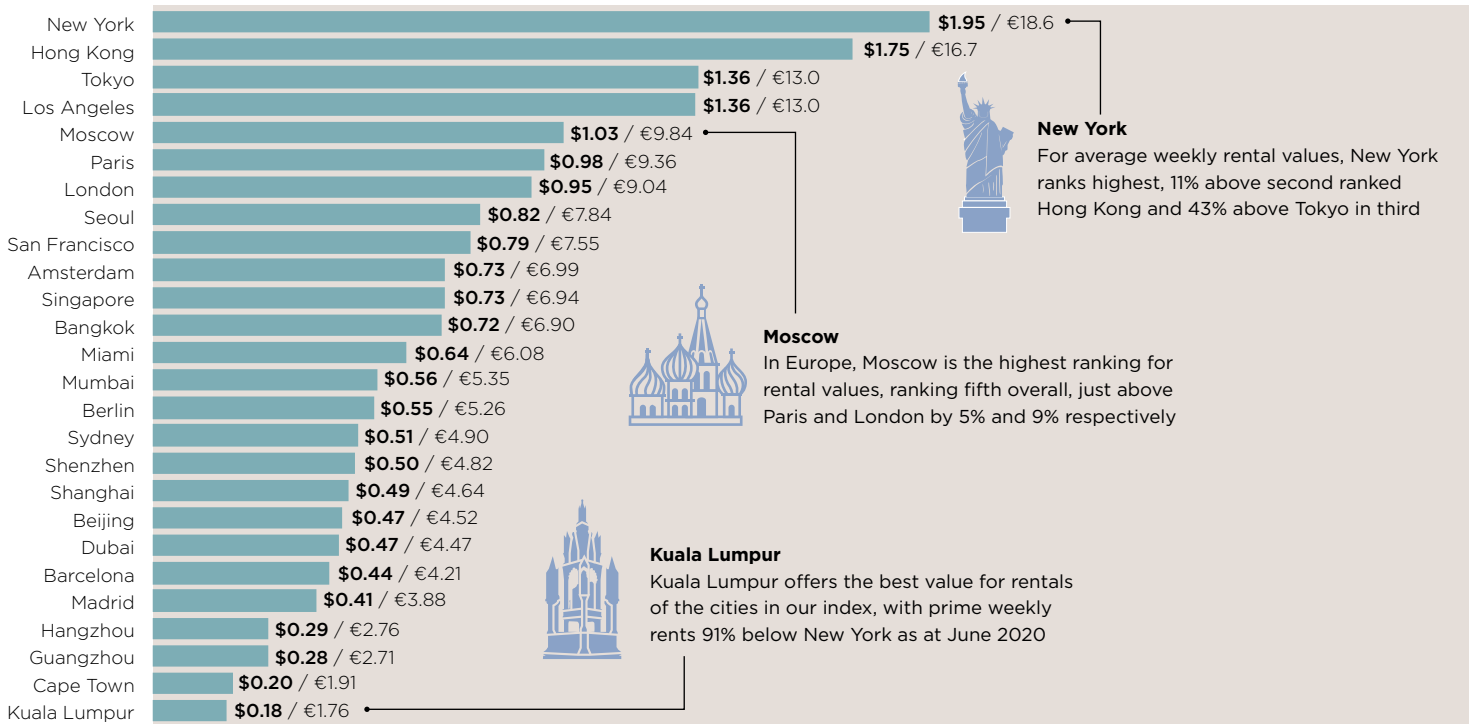 New York $1.95 / €18.6
Hong Kong $1.75 / €16.7
Tokyo $1.36 / €13.0
Los Angeles $1.36 / €13.0
Moscow $1.03 / €9.84
Paris $0.98 / €9.36
London $0.95 / €9.04
Seoul $0.82 / €7.84
San Francisco $0.79 / €7.55
Amsterdam $0.73 / €6.99
Singapore $0.73 / €6.94
Bangkok $0.72 / €6.90
Miami $0.64 / €6.08
Mumbai $0.56 / €5.35
Berlin $0.55 / €5.26
Sydney $0.51 / €4.90
Shenzhen $0.50 / €4.82
Shanghai $0.49 / €4.64
Beijing $0.47 / €4.52
Dubai $0.47 / €4.47
Barcelona $0.44 / €4.21
Madrid $0.41 / €3.88
Hangzhou $0.29 / €2.76
Guangzhou $0.28 / €2.71
Cape Town $0.20 / €1.91
Kuala Lumpur $0.18 / €1.76
New York
For average weekly rental values, New York
ranks highest, 11% above second ranked
Hong Kong and 43% above Tokyo in third
Moscow
In Europe, Moscow is the highest ranking for
rental values, ranking fifth overall, just above
Paris and London by 5% and 9% respectively
Kuala Lumpur
Kuala Lumpur offers the best value for rentals
of the cities in our index, with prime weekly
rents 91% below New York as at June 2020